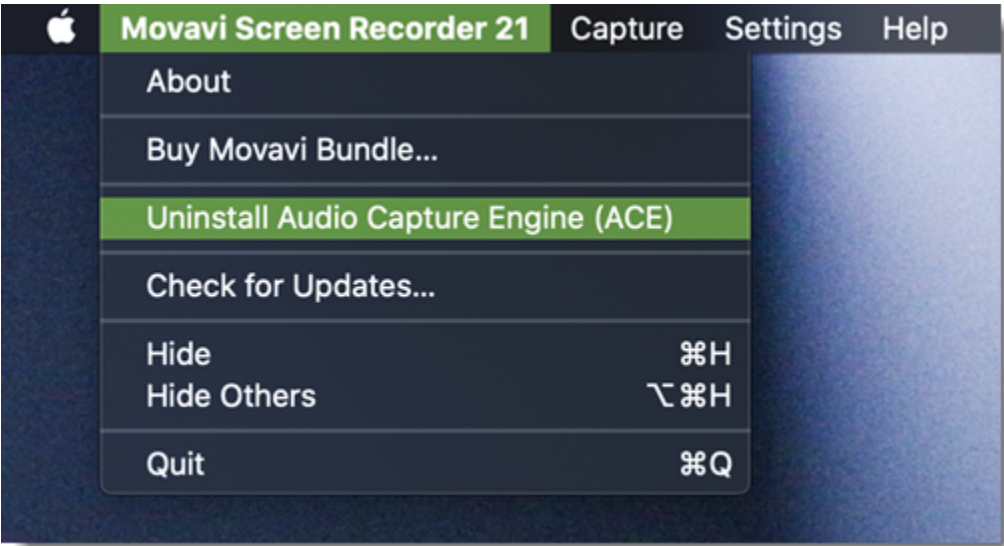 Movavi Screen Recorder 21 Capture Settings Help
About
Buy Movavi Bundle...
Uninstall Audio Capture Engine (ACE)
Check for Updates...
Hide ⌘H
Hide Others ⌥⌘H
Quit ⌘Q